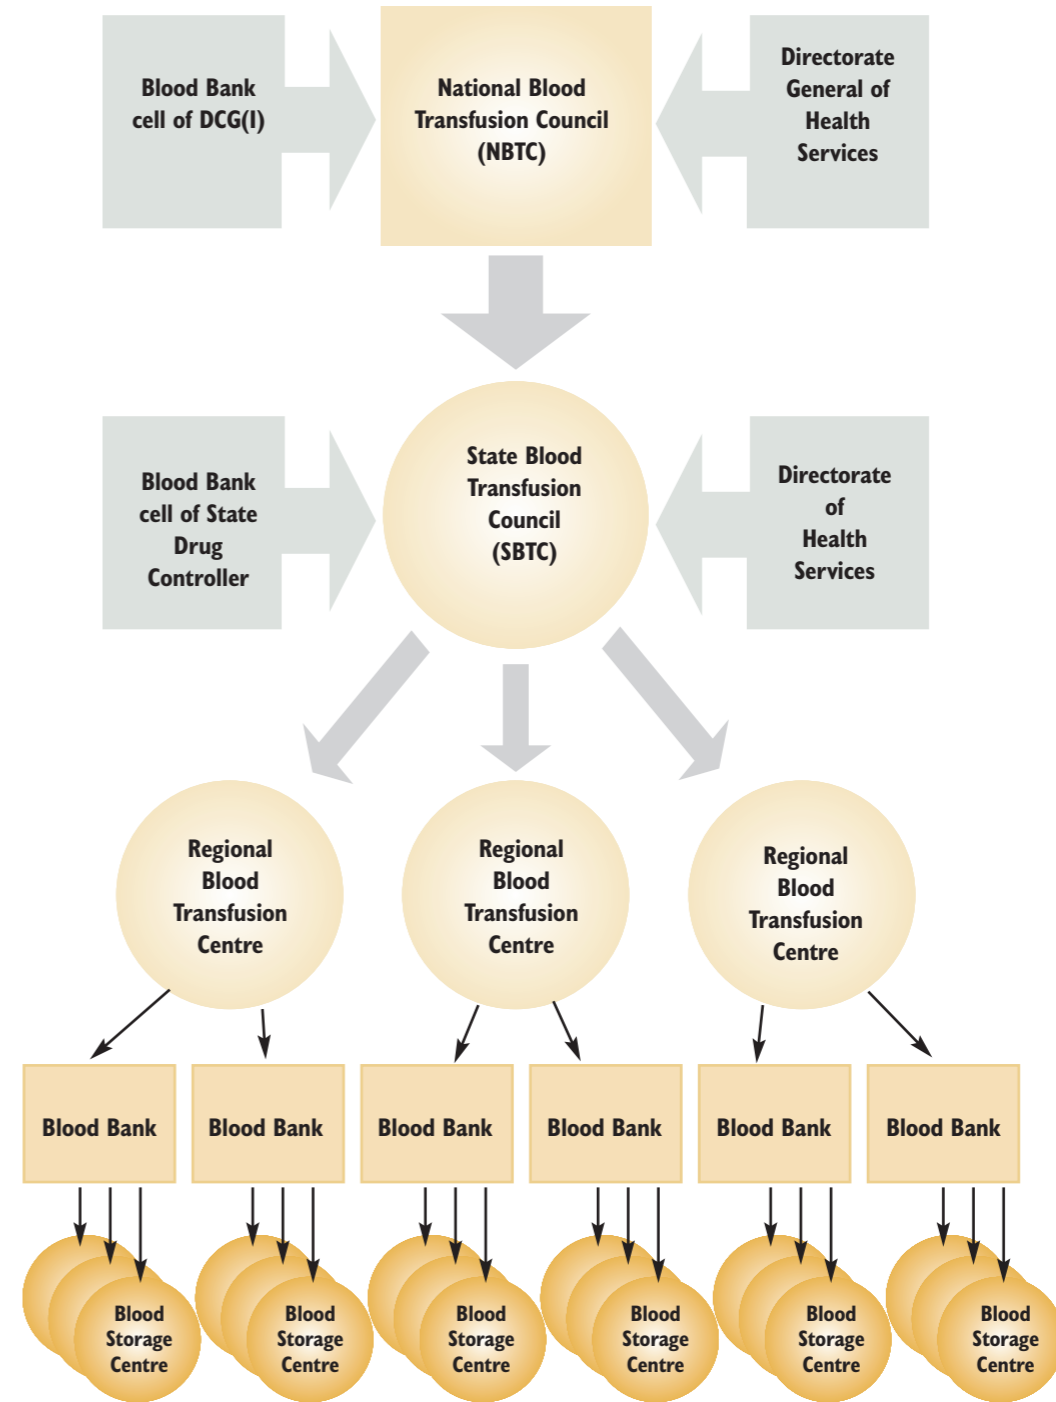 Blood Bank
cell of DCG(I)
National Blood
Transfusion Council
(NBTC)
Directorate
General of
Health
Services
Blood Bank
cell of State
Drug
Controller
State Blood
Transfusion
Council
(SBTC)
Directorate
of
Health
Services
Regional
Blood
Transfusion
Centre
Regional
Blood
Transfusion
Centre
Regional
Blood
Transfusion
Centre
Blood Bank
Blood Bank
Blood Bank
Blood Bank
Blood Bank
Blood Bank
Blood
Storage
Centre
Blood
Storage
Centre
Blood
Storage
Centre
Blood
Storage
Centre
Blood
Storage
Centre
Blood
Storage
Centre